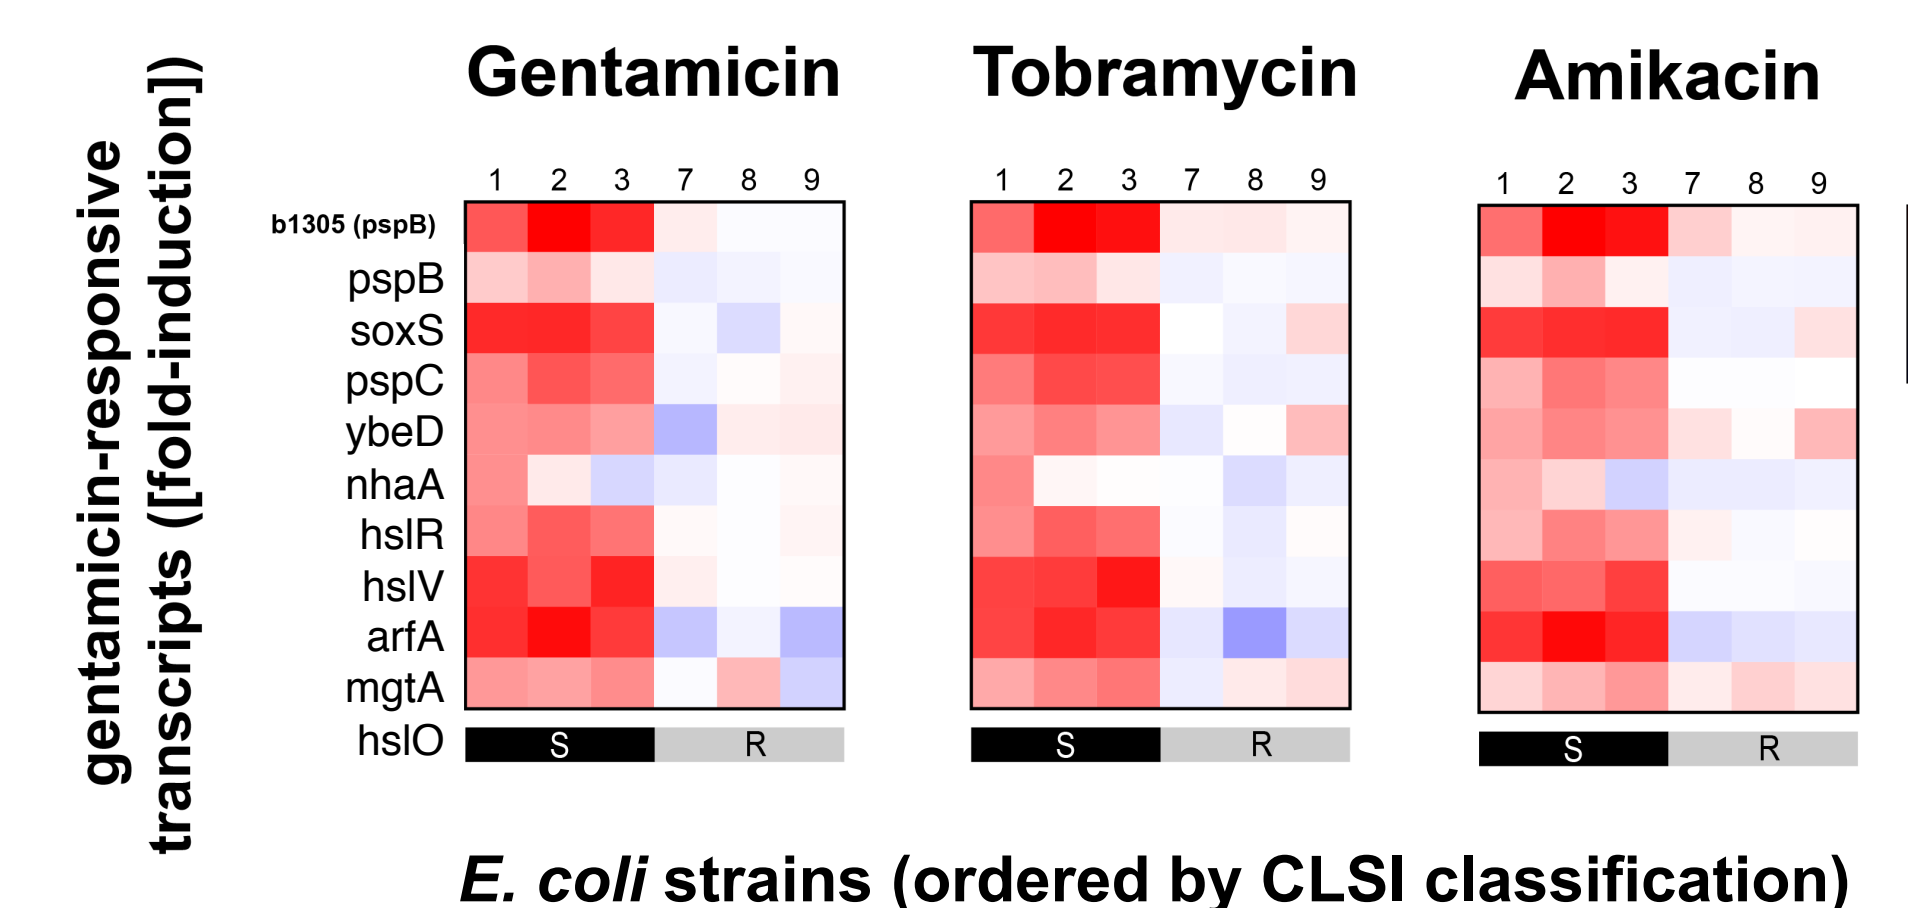 Gentamicin
Tobramycin
Amikacin
gentamicin-responsive
transcripts ([fold-induction])
1 2 3 7 8 9
1 2 3 7 8 9
1 2 3 7 8 9
b1305 (pspB)
pspB
soxS
pspC
ybeD
nhaA
hslR
hslV
arfA
mgtA
hslO
S R
S R
S R
E. coli strains (ordered by CLSI classification)